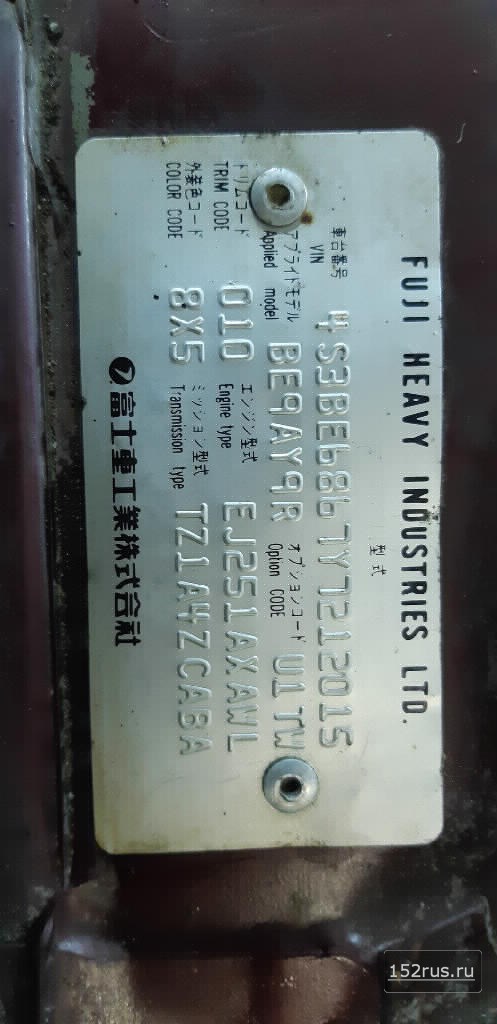 FUJI HEAVY INDUSTRIES LTD.
型式
車台番号
VIN 4S3BE6867Y7212015
アプライドモデル オプションコード
Applied model BE9AY9R Option CODE U1TW
トリムコード エンジン型式
TRIM CODE 010 Engine type EJ251AXAWL
外装色コード ミッション型式
COLOR CODE 8X5 Transmission type TZ1A4ZCABA
富士重工業株式会社
152rus.ru